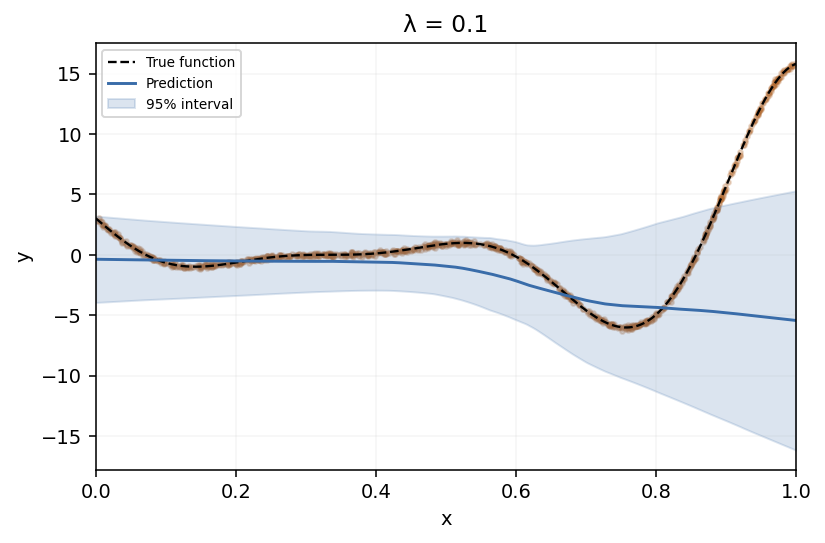 λ = 0.1
True function
Prediction
95% interval
y
15
10
5
0
−5
−10
−15
0.0 0.2 0.4 0.6 0.8 1.0
x